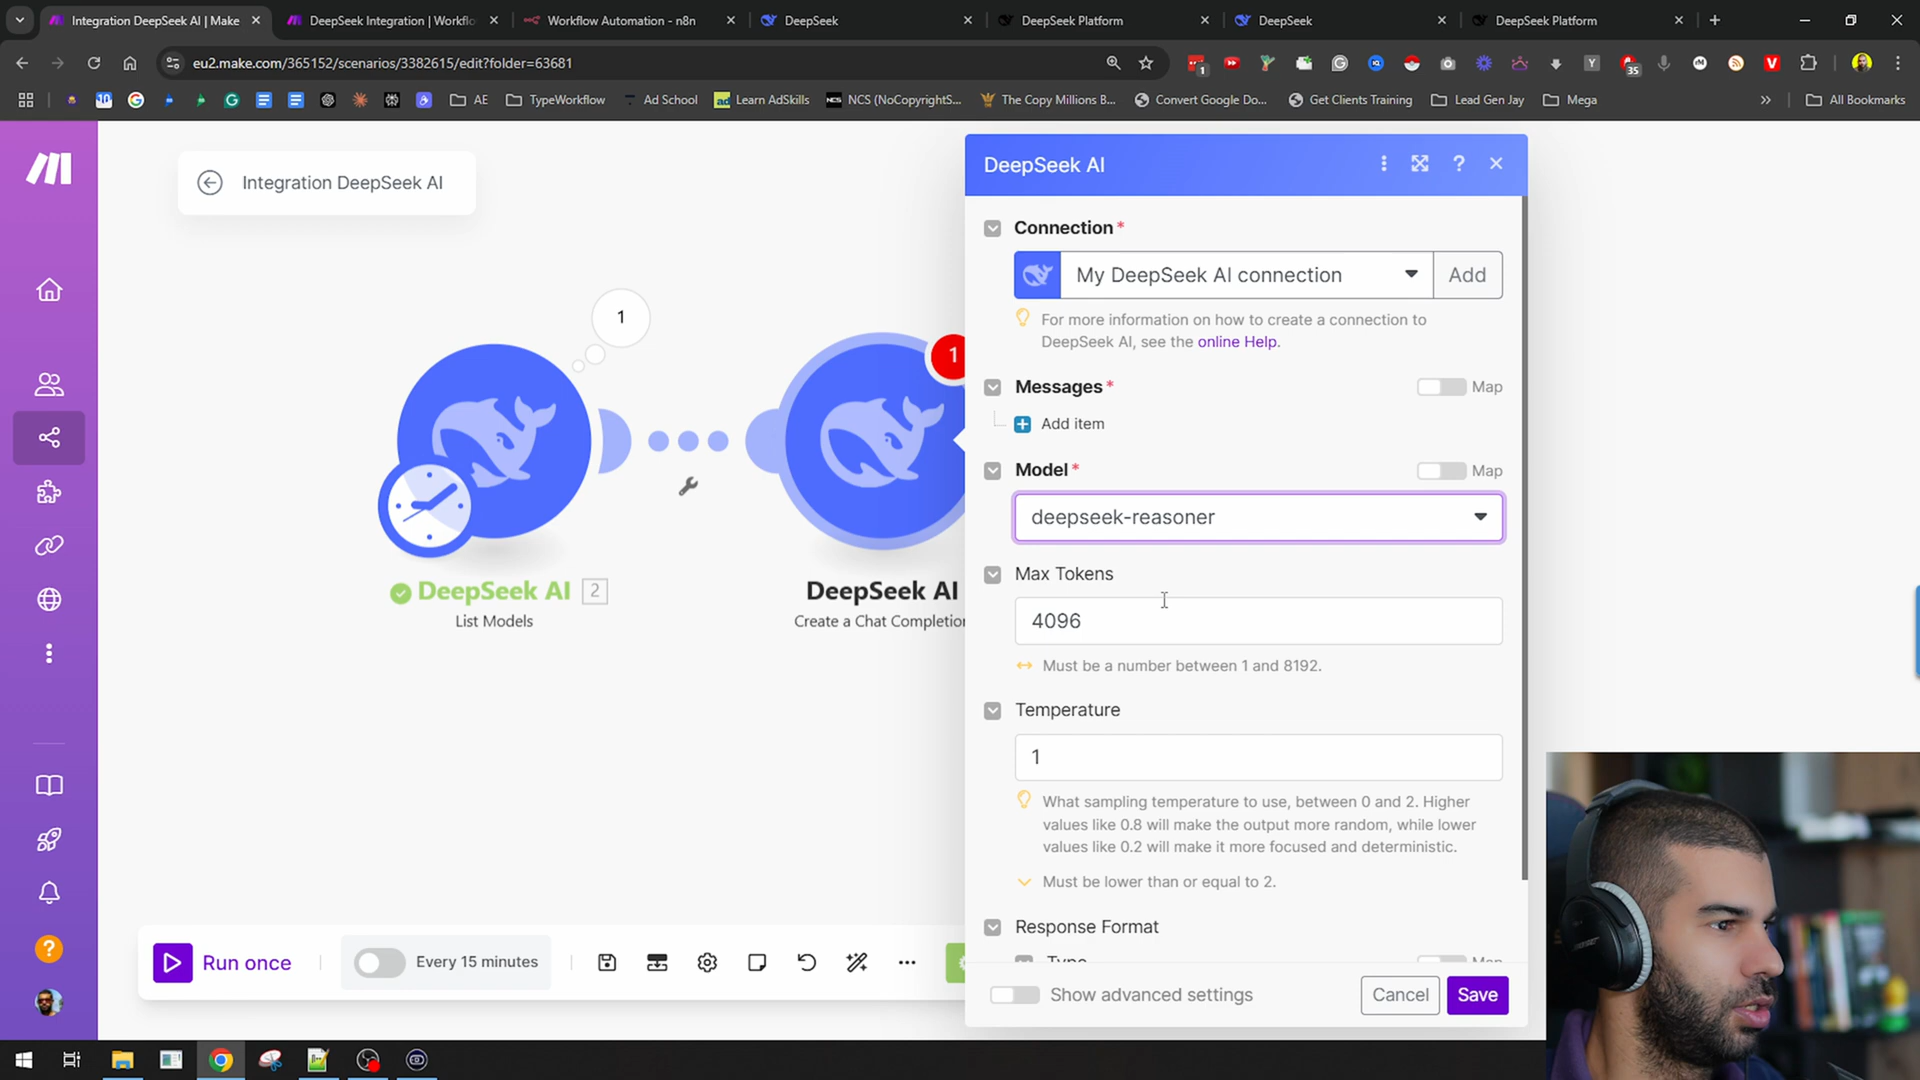 Integration DeepSeek AI | Make
DeepSeek Integration | Workflo
Workflow Automation - n8n
DeepSeek
DeepSeek Platform
DeepSeek
DeepSeek Platform
eu2.make.com/365152/scenarios/3382615/edit?folder=63681
1
35
AE
TypeWorkflow
Ad School
Learn AdSkills
NCS (NoCopyrightS...
The Copy Millions B...
Convert Google Do...
Get Clients Training
Lead Gen Jay
Mega
All Bookmarks
Integration DeepSeek AI
1
1
DeepSeek AI 2
List Models
DeepSeek AI
Create a Chat Completion
DeepSeek AI
Connection *
My DeepSeek AI connection
Add
For more information on how to create a connection to
DeepSeek AI, see the online Help.
Messages *
Map
Add item
Model *
Map
deepseek-reasoner
Max Tokens
4096
Must be a number between 1 and 8192.
Temperature
1
What sampling temperature to use, between 0 and 2. Higher
values like 0.8 will make the output more random, while lower
values like 0.2 will make it more focused and deterministic.
Must be lower than or equal to 2.
Response Format
Type
Map
Show advanced settings
Cancel
Save
Run once
Every 15 minutes